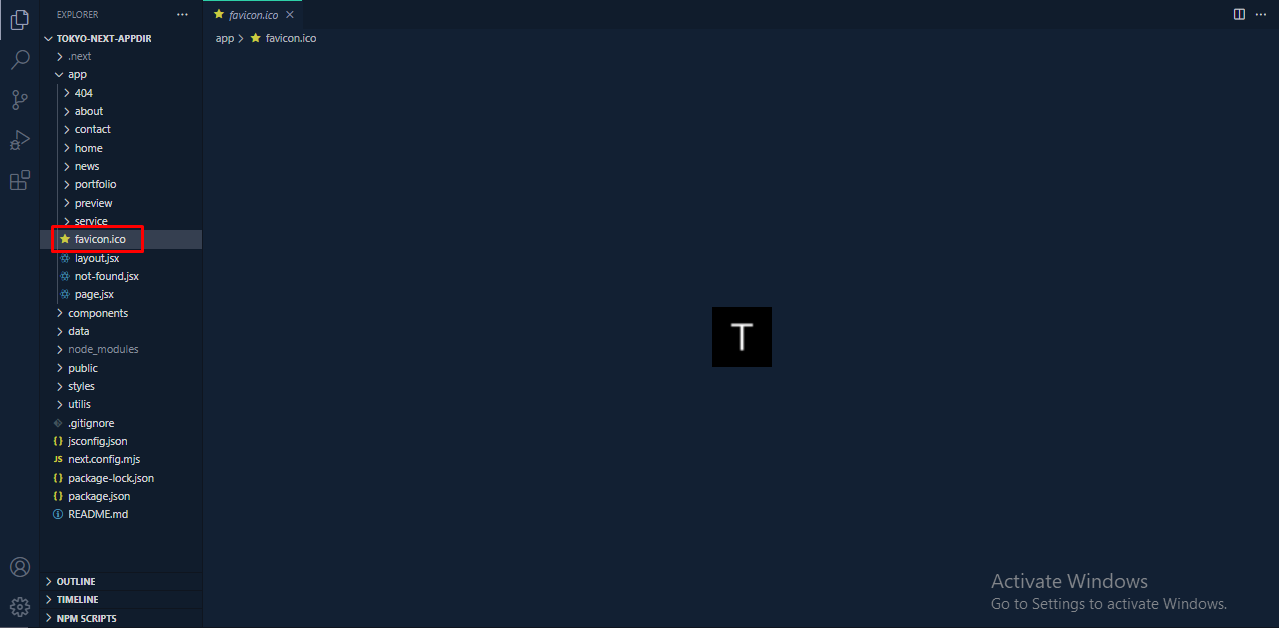 EXPLORER
TOKYO-NEXT-APPDIR
.next
app
404
about
contact
home
news
portfolio
preview
service
favicon.ico
layout.jsx
not-found.jsx
page.jsx
components
data
node_modules
public
styles
utilis
.gitignore
{} jsconfig.json
JS next.config.mjs
{} package-lock.json
{} package.json
README.md
OUTLINE
TIMELINE
NPM SCRIPTS
favicon.ico
app > favicon.ico
T
Activate Windows
Go to Settings to activate Windows.